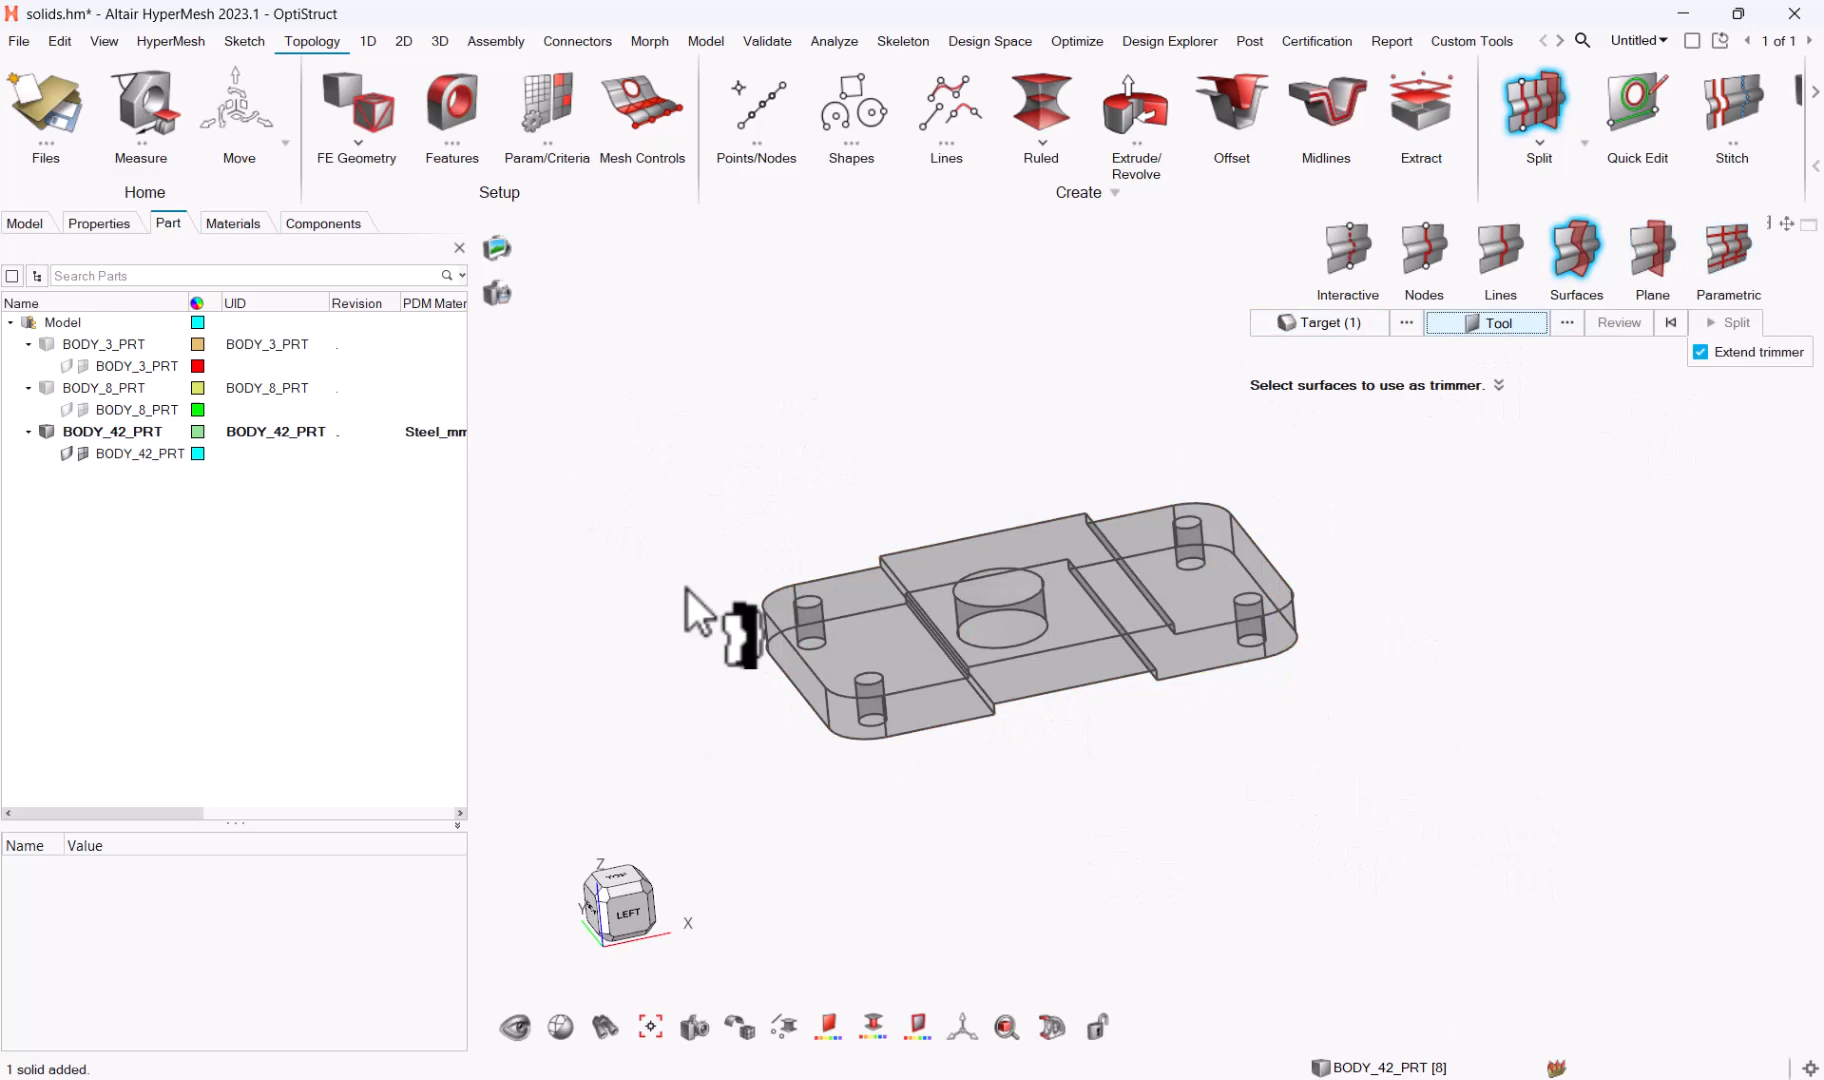 solids.hm* - Altair HyperMesh 2023.1 - OptiStruct
File Edit View HyperMesh Sketch Topology 1D 2D 3D Assembly Connectors Morph Model Validate Analyze Skeleton Design Space Optimize Design Explorer Post Certification Report Custom Tools Untitled 1 of 1
Files Measure Move FE Geometry Features Param/Criteria Mesh Controls Points/Nodes Shapes Lines Ruled Extrude/ Revolve Offset Midlines Extract Split Quick Edit Stitch
Home Setup Create
Model Properties Part Materials Components
Search Parts
Interactive Nodes Lines Surfaces Plane Parametric
Name UID Revision PDM Mater
Target (1) ... Tool ... Review Split
Model
BODY_3_PRT BODY_3_PRT .
Extend trimmer
BODY_3_PRT
BODY_8_PRT BODY_8_PRT .
Select surfaces to use as trimmer.
BODY_8_PRT
BODY_42_PRT BODY_42_PRT . Steel_mm
BODY_42_PRT
Name Value
Z
TOP
LEFT
Y
X
1 solid added.
BODY_42_PRT [8]